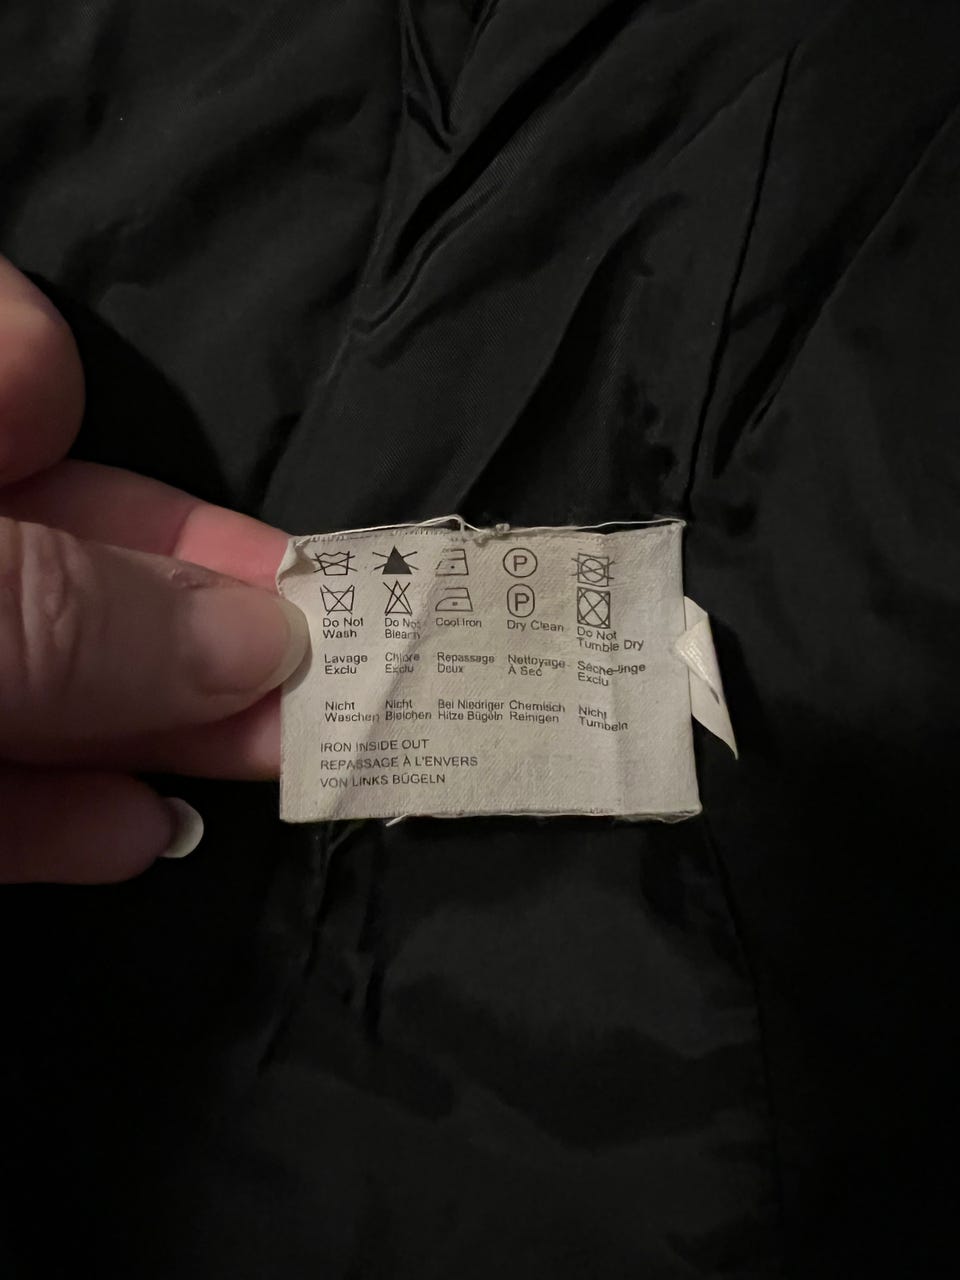 P
P
Do Not Wash
Do Not Bleach
Cool Iron
Dry Clean
Do Not Tumble Dry
Lavage Exclu
Chlore Exclu
Repassage Doux
Nettoyage À Sec
Sèche-linge Exclu
Nicht Waschen
Nicht Bleichen
Bei Niedriger Hitze Bügeln
Chemisch Reinigen
Nicht Tumbeln
IRON INSIDE OUT
REPASSAGE À L'ENVERS
VON LINKS BÜGELN